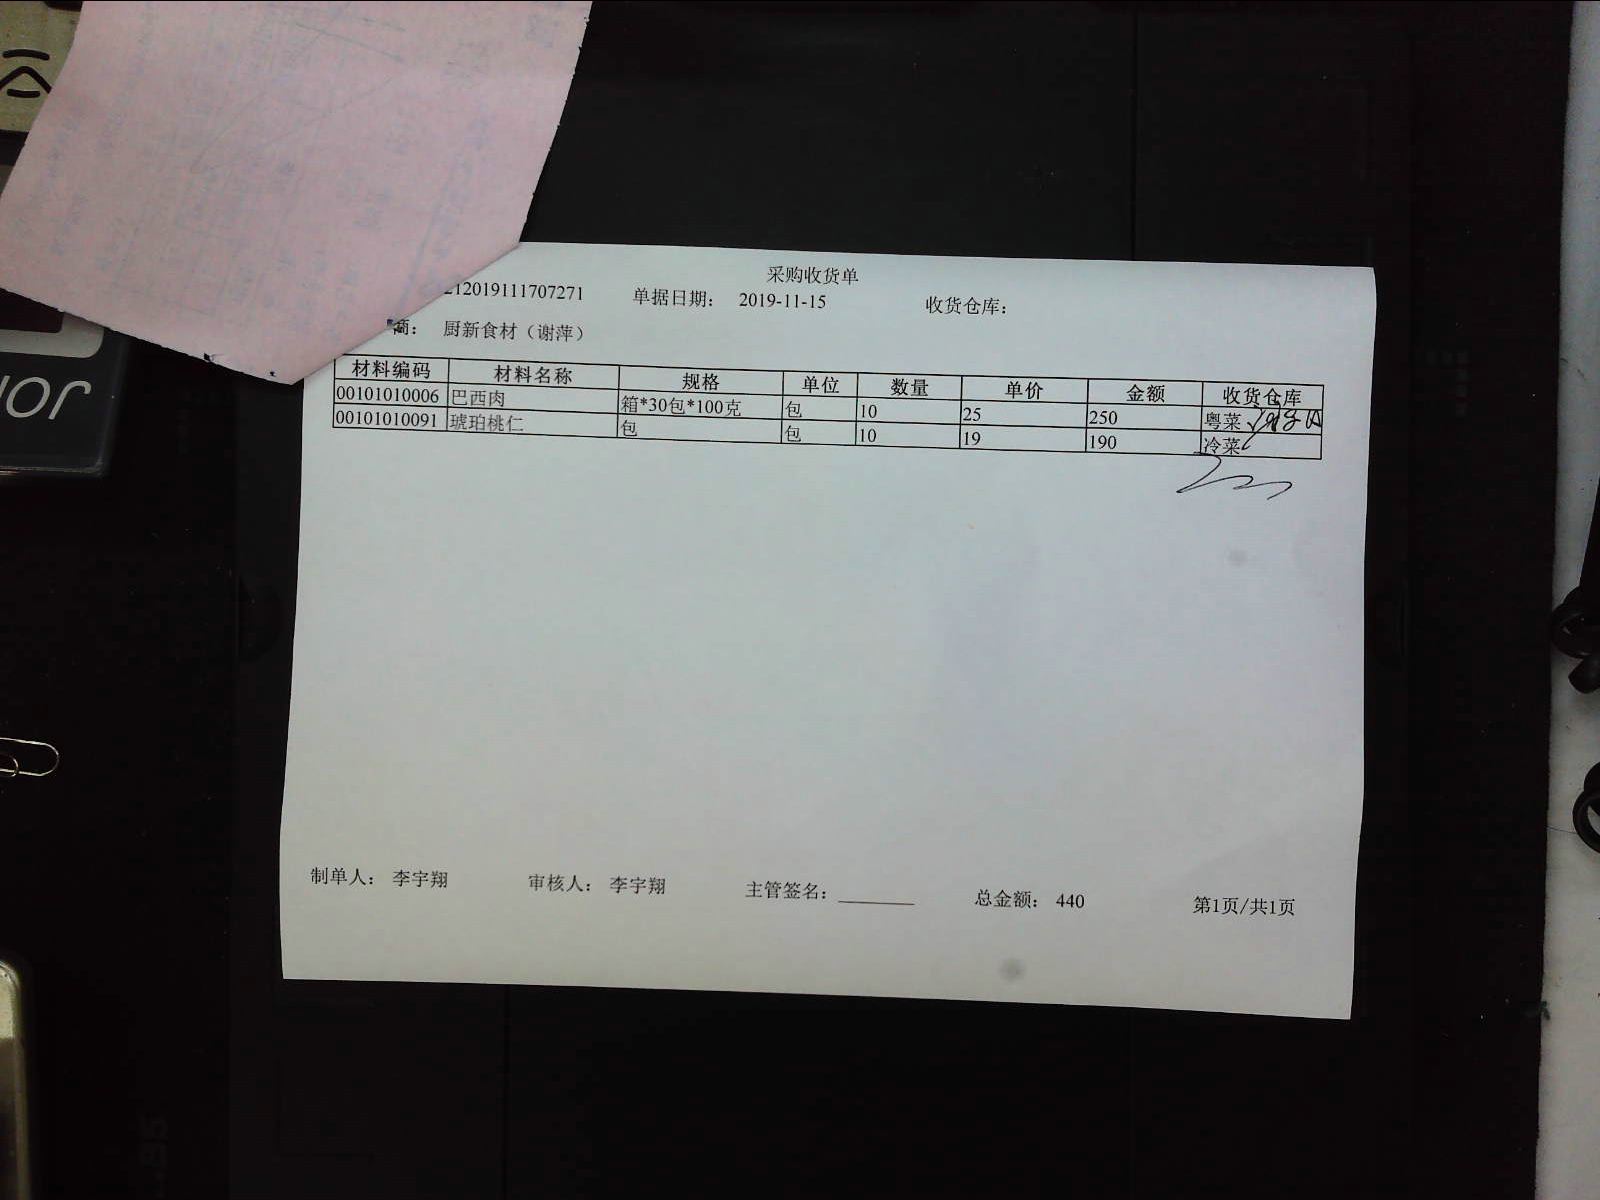 采购收货单
212019111707271 单据日期： 2019-11-15 收货仓库：
商： 厨新食材（谢萍）
材料编码 材料名称 规格 单位 数量 单价 金额 收货仓库
00101010006 巴西肉 箱*30包*100克 包 10 25 250 粤菜
00101010091 琥珀桃仁 包 包 10 19 190 冷菜
制单人： 李宇翔 审核人： 李宇翔 主管签名：________ 总金额： 440 第1页/共1页